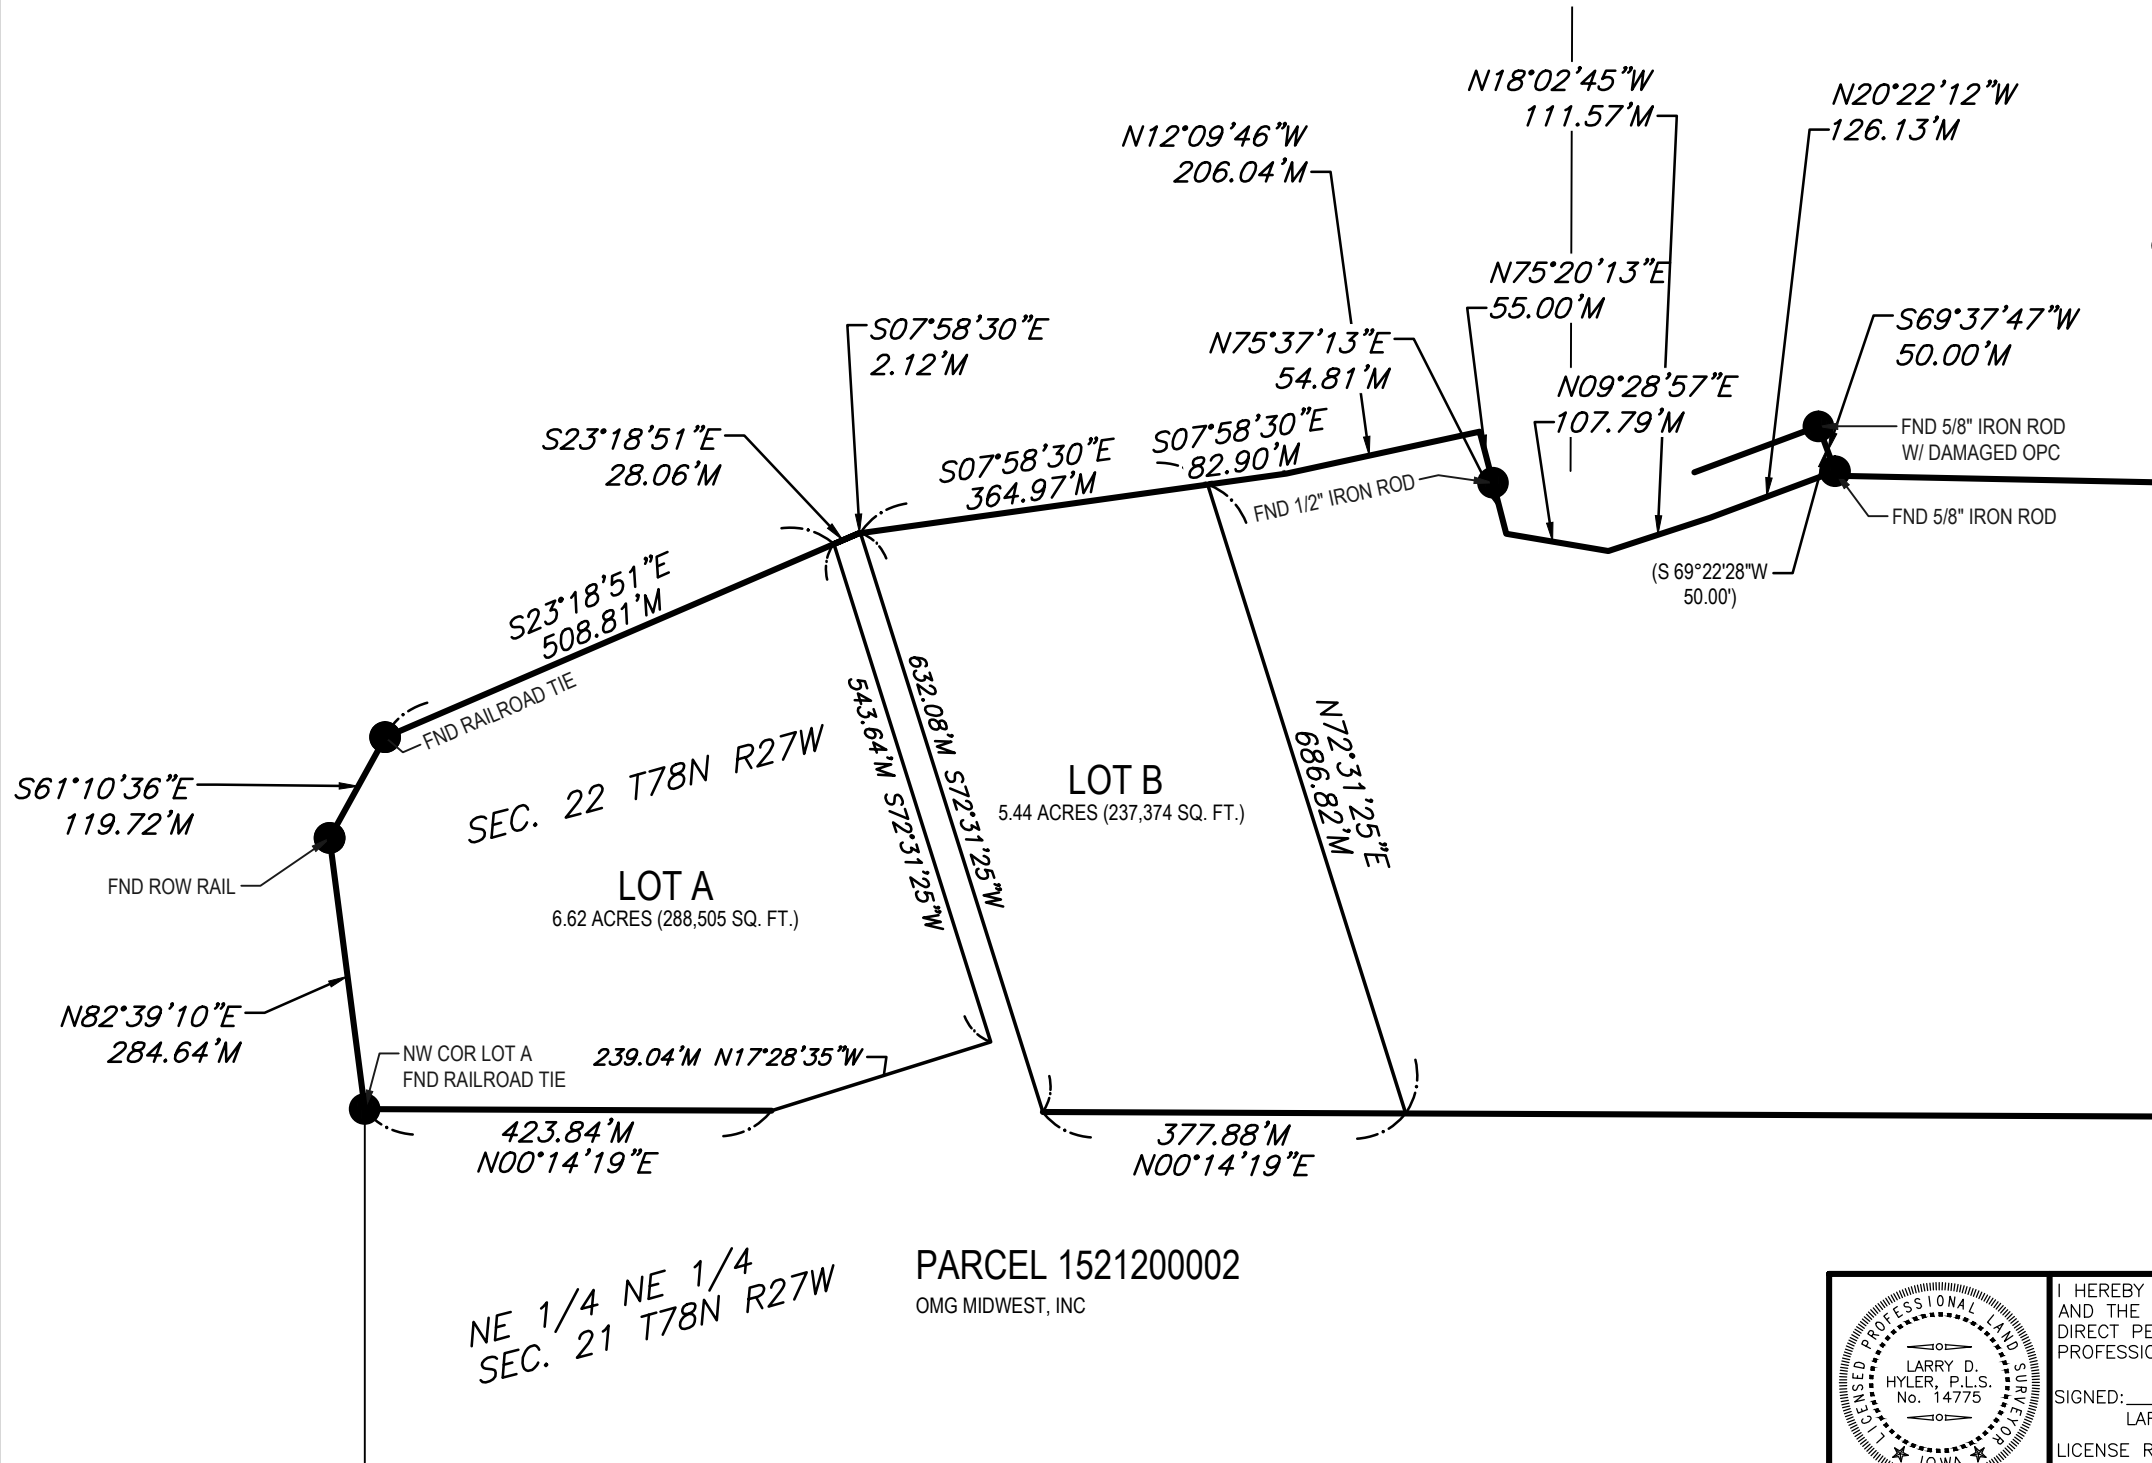 N18°02'45"W
111.57'M
N20°22'12"W
126.13'M
N12°09'46"W
206.04'M
N75°20'13"E
55.00'M
S69°37'47"W
50.00'M
S07°58'30"E
2.12'M
N75°37'13"E
54.81'M
N09°28'57"E
107.79'M
S23°18'51"E
28.06'M
S07°58'30"E
364.97'M
S07°58'30"E
82.90'M
FND 5/8" IRON ROD
W/ DAMAGED OPC
FND 1/2" IRON ROD
FND 5/8" IRON ROD
(S 69°22'28"W
50.00')
S23°18'51"E
508.81'M
FND RAILROAD TIE
SEC. 22 T78N R27W
543.64'M S72°31'25"W
632.08'M S72°31'25"W
N72°31'25"E
686.82'M
LOT B
5.44 ACRES (237,374 SQ. FT.)
S61°10'36"E
119.72'M
FND ROW RAIL
LOT A
6.62 ACRES (288,505 SQ. FT.)
N82°39'10"E
284.64'M
NW COR LOT A
FND RAILROAD TIE
239.04'M N17°28'35"W
423.84'M
N00°14'19"E
377.88'M
N00°14'19"E
NE 1/4 NE 1/4
SEC. 21 T78N R27W
PARCEL 1521200002
OMG MIDWEST, INC
LICENSED PROFESSIONAL LAND SURVEYOR
LARRY D.
HYLER, P.L.S.
No. 14775
IOWA
I HEREBY
AND THE
DIRECT PE
PROFESSIO
SIGNED:
LAR
LICENSE R